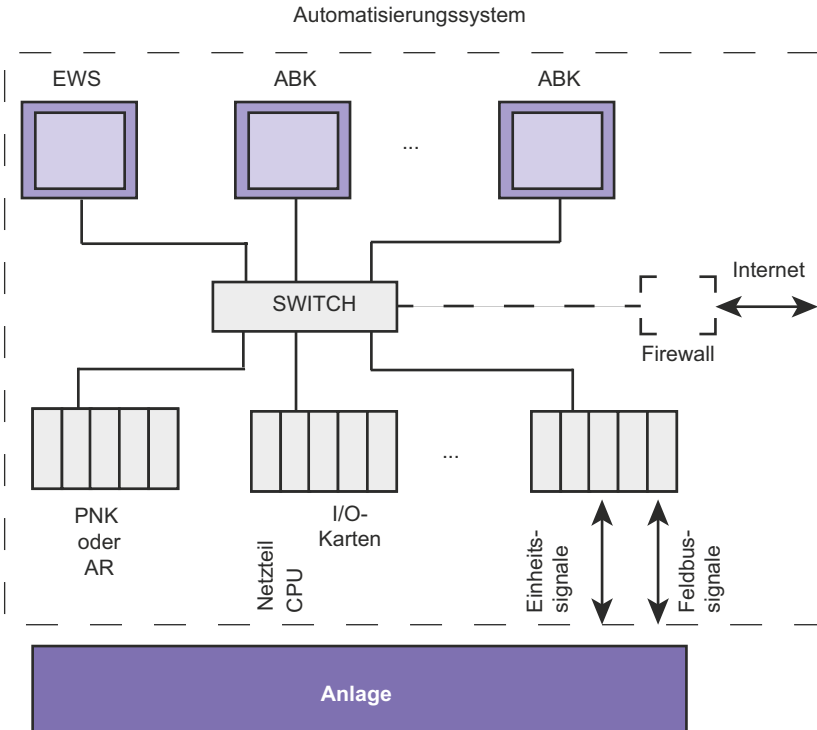 Automatisierungssystem
EWS
ABK
ABK
...
SWITCH
Internet
Firewall
...
PNK
oder
AR
Netzteil
CPU
I/O-
Karten
Einheits-
signale
Feldbus-
signale
Anlage